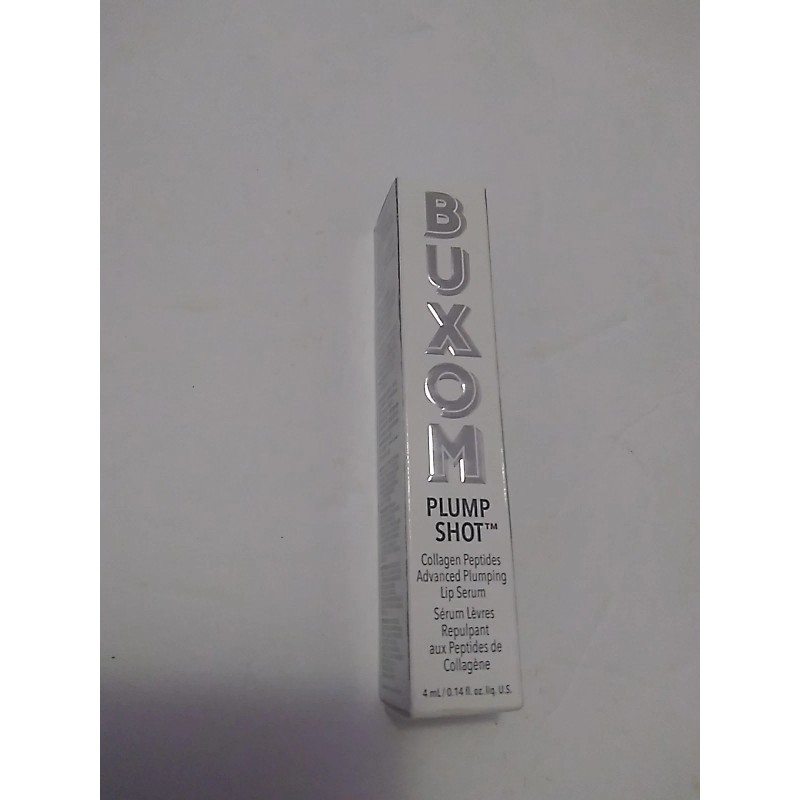 BUXOM
PLUMP
SHOT™
Collagen Peptides
Advanced Plumping
Lip Serum
Sérum Lèvres
Repulpant
aux Peptides de
Collagène
4 mL / 0.14 fl. oz. liq. U.S.